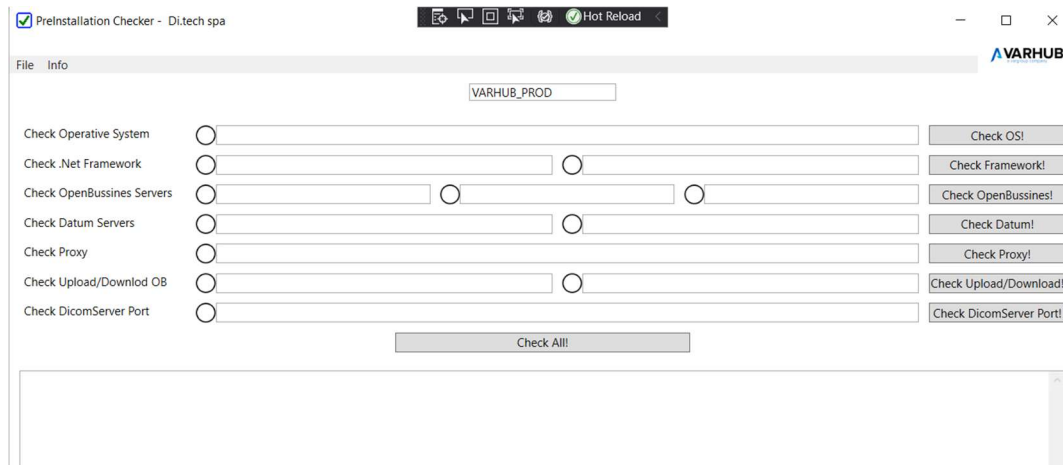 PreInstallation Checker - Di.tech spa
Hot Reload
VARHUB
File Info
VARHUB_PROD
Check Operative System
Check OS!
Check .Net Framework
Check Framework!
Check OpenBussines Servers
Check OpenBussines!
Check Datum Servers
Check Datum!
Check Proxy
Check Proxy!
Check Upload/Downlod OB
Check Upload/Download!
Check DicomServer Port
Check DicomServer Port!
Check All!